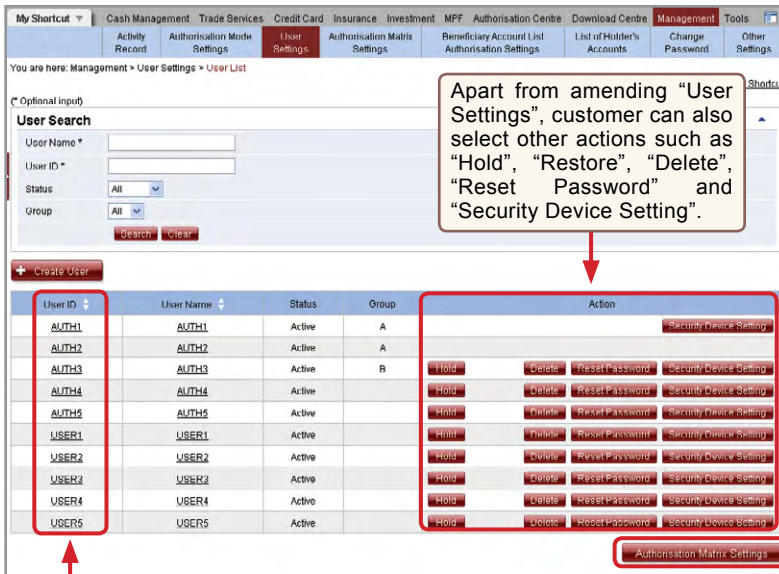 My Shortcut Cash Management Trade Services Credit Card Insurance Investment MPF Authorisation Centre Download Centre Management Tools
Activity Record Authorisation Mode Settings User Settings Authorisation Matrix Settings Beneficiary Account List Authorisation Settings List of Holder's Accounts Change Password Other Settings
You are here: Management > User Settings > User List
Shortcu
(* Optional input)
User Search
User Name *
User ID *
Status All
Group All
Search Clear
Apart from amending “User
Settings”, customer can also
select other actions such as
“Hold”, “Restore”, “Delete”,
“Reset Password” and
“Security Device Setting”.
+ Create User
User ID User Name Status Group Action
AUTH1 AUTH1 Active A Security Device Setting
AUTH2 AUTH2 Active A
AUTH3 AUTH3 Active B Hold Delete Reset Password Security Device Setting
AUTH4 AUTH4 Active Hold Delete Reset Password Security Device Setting
AUTH5 AUTH5 Active Hold Delete Reset Password Security Device Setting
USER1 USER1 Active Hold Delete Reset Password Security Device Setting
USER2 USER2 Active Hold Delete Reset Password Security Device Setting
USER3 USER3 Active Hold Delete Reset Password Security Device Setting
USER4 USER4 Active Hold Delete Reset Password Security Device Setting
USER5 USER5 Active Hold Delete Reset Password Security Device Setting
Authorisation Matrix Settings